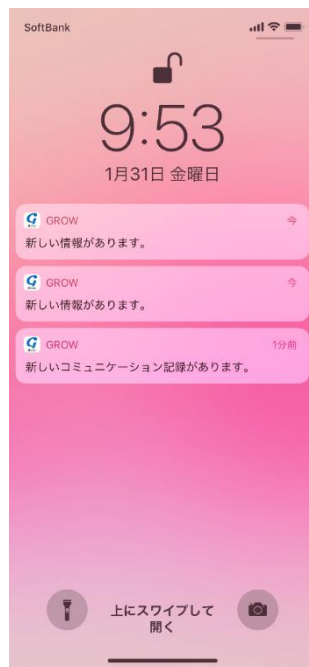 SoftBank
9:53
1月31日 金曜日
GROW
今
新しい情報があります。
GROW
今
新しい情報があります。
GROW
1分前
新しいコミュニケーション記録があります。
上にスワイプして
開く